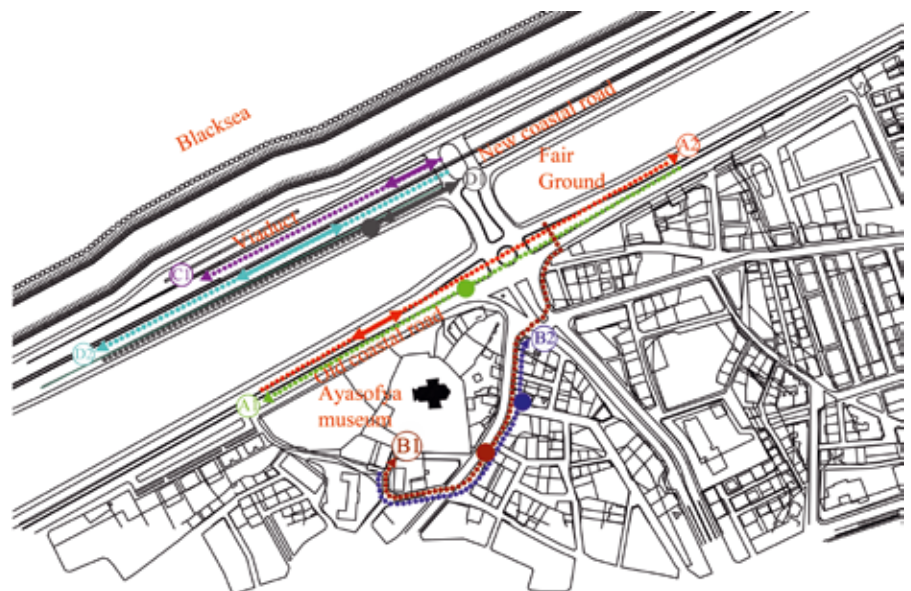 Blacksea
New coastal road
A2
Fair
Ground
D1
Viaduct
C1
D2
Old coastal road
B2
A1
Ayasofya
museum
B1